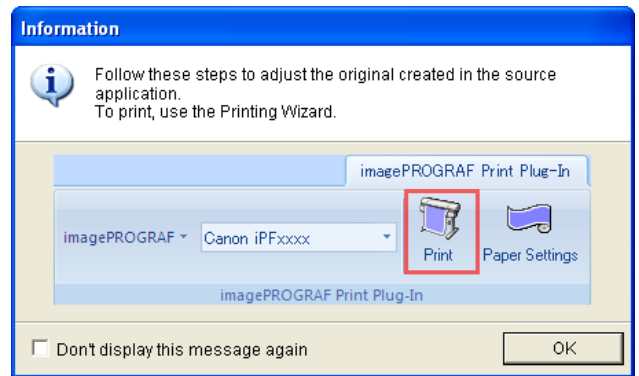 Information
Follow these steps to adjust the original created in the source
application.
To print, use the Printing Wizard.
imagePROGRAF Print Plug-In
imagePROGRAF
Canon iPFxxxx
Print
Paper Settings
imagePROGRAF Print Plug-In
Don't display this message again
OK